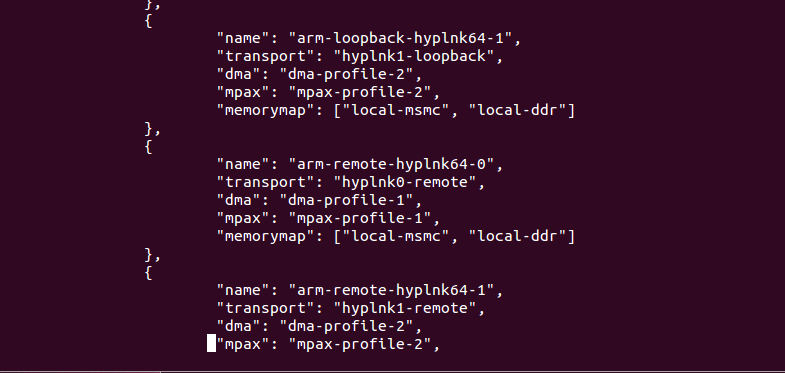 },
{
"name": "arm-loopback-hyplnk64-1",
"transport": "hyplnk1-loopback",
"dma": "dma-profile-2",
"mpax": "mpax-profile-2",
"memorymap": ["local-msmc", "local-ddr"]
},
{
"name": "arm-remote-hyplnk64-0",
"transport": "hyplnk0-remote",
"dma": "dma-profile-1",
"mpax": "mpax-profile-1",
"memorymap": ["local-msmc", "local-ddr"]
},
{
"name": "arm-remote-hyplnk64-1",
"transport": "hyplnk1-remote",
"dma": "dma-profile-2",
"mpax": "mpax-profile-2",